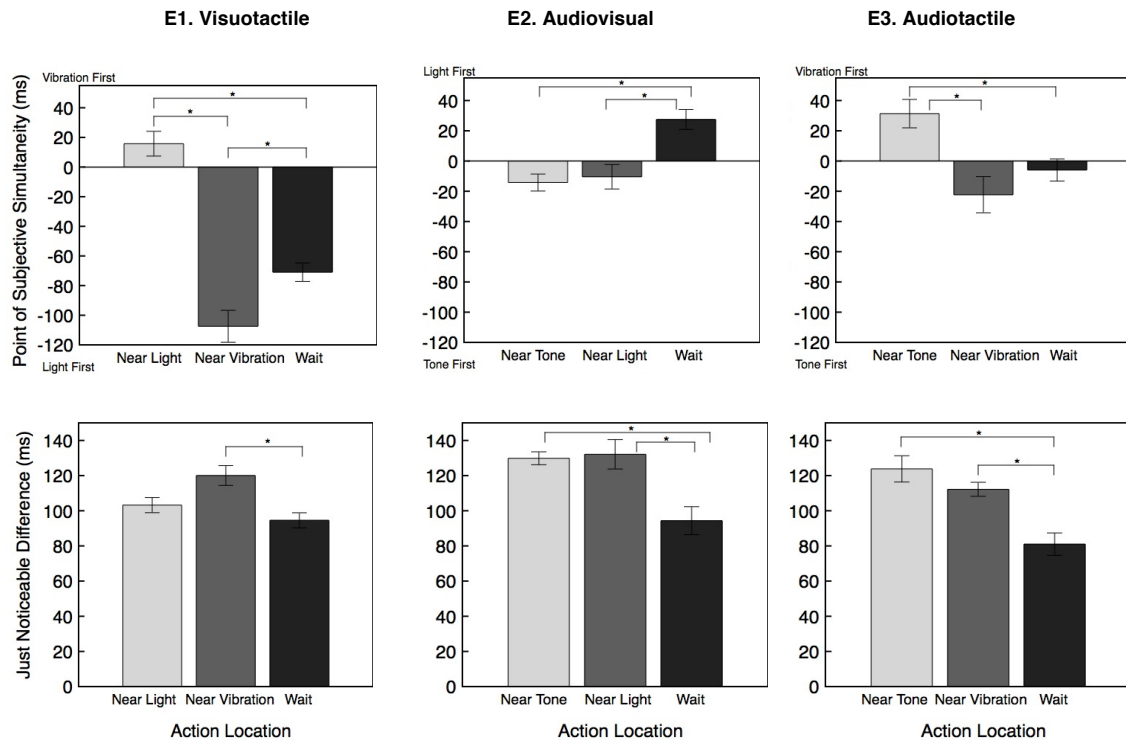 E1. Visuotactile
E2. Audiovisual
E3. Audiotactile
Point of Subjective Simultaneity (ms)
Vibration First
40
20
0
-20
-40
-60
-80
-100
-120
Light First
* * *
Near Light Near Vibration Wait
Light First
40
20
0
-20
-40
-60
-80
-100
-120
Tone First
* *
Near Tone Near Light Wait
Vibration First
40
20
0
-20
-40
-60
-80
-100
-120
Tone First
* *
Near Tone Near Vibration Wait
Just Noticeable Difference (ms)
140
120
100
80
60
40
20
0
*
Near Light Near Vibration Wait
Action Location
140
120
100
80
60
40
20
0
* *
Near Tone Near Light Wait
Action Location
140
120
100
80
60
40
20
0
* *
Near Tone Near Vibration Wait
Action Location